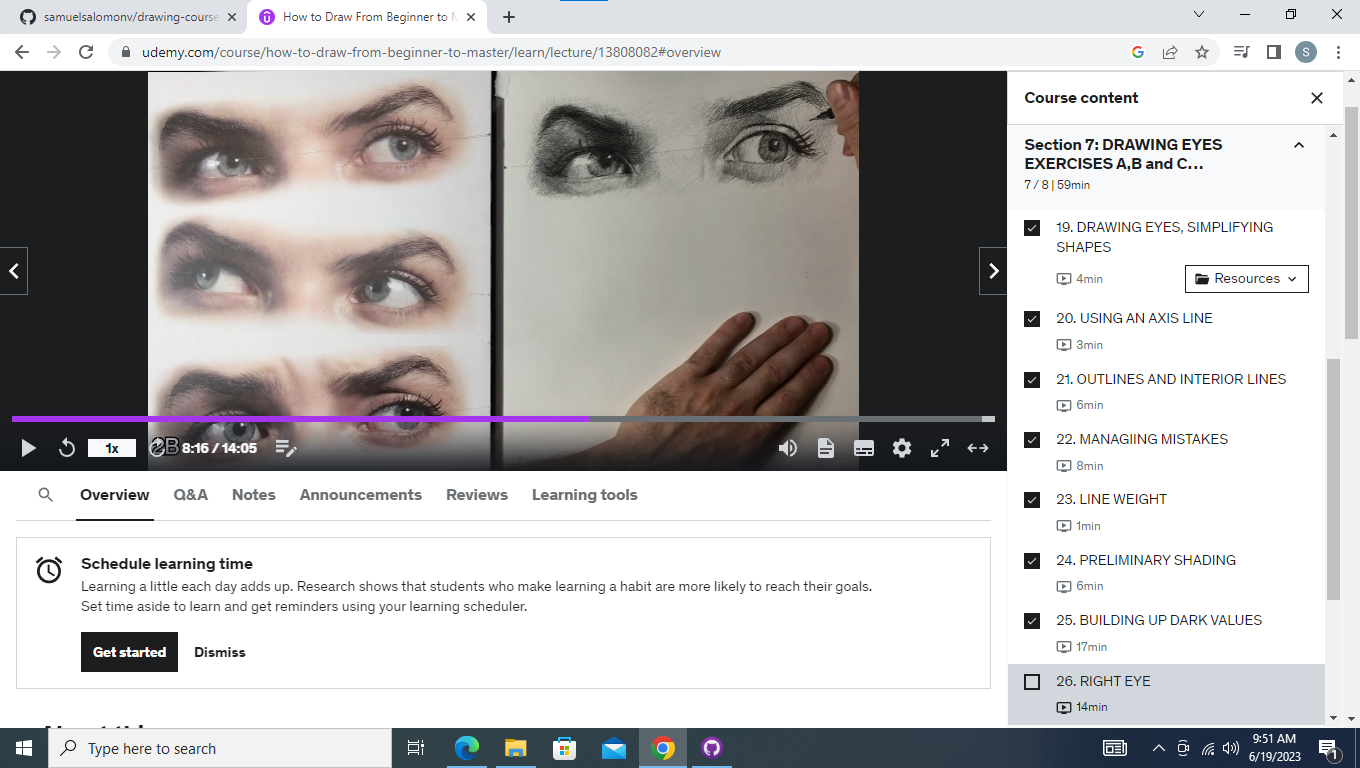 samuelsalomonv/drawing-course
How to Draw From Beginner to M
udemy.com/course/how-to-draw-from-beginner-to-master/learn/lecture/13808082#overview
S
Course content
Section 7: DRAWING EYES
EXERCISES A,B and C...
7 / 8 | 59min
19. DRAWING EYES, SIMPLIFYING
SHAPES
4min
Resources
20. USING AN AXIS LINE
3min
21. OUTLINES AND INTERIOR LINES
6min
22. MANAGIING MISTAKES
8min
23. LINE WEIGHT
1min
24. PRELIMINARY SHADING
6min
25. BUILDING UP DARK VALUES
17min
26. RIGHT EYE
14min
1x
2B
8:16 / 14:05
Overview
Q&A
Notes
Announcements
Reviews
Learning tools
Schedule learning time
Learning a little each day adds up. Research shows that students who make learning a habit are more likely to reach their goals.
Set time aside to learn and get reminders using your learning scheduler.
Get started
Dismiss
Type here to search
9:51 AM
6/19/2023
1